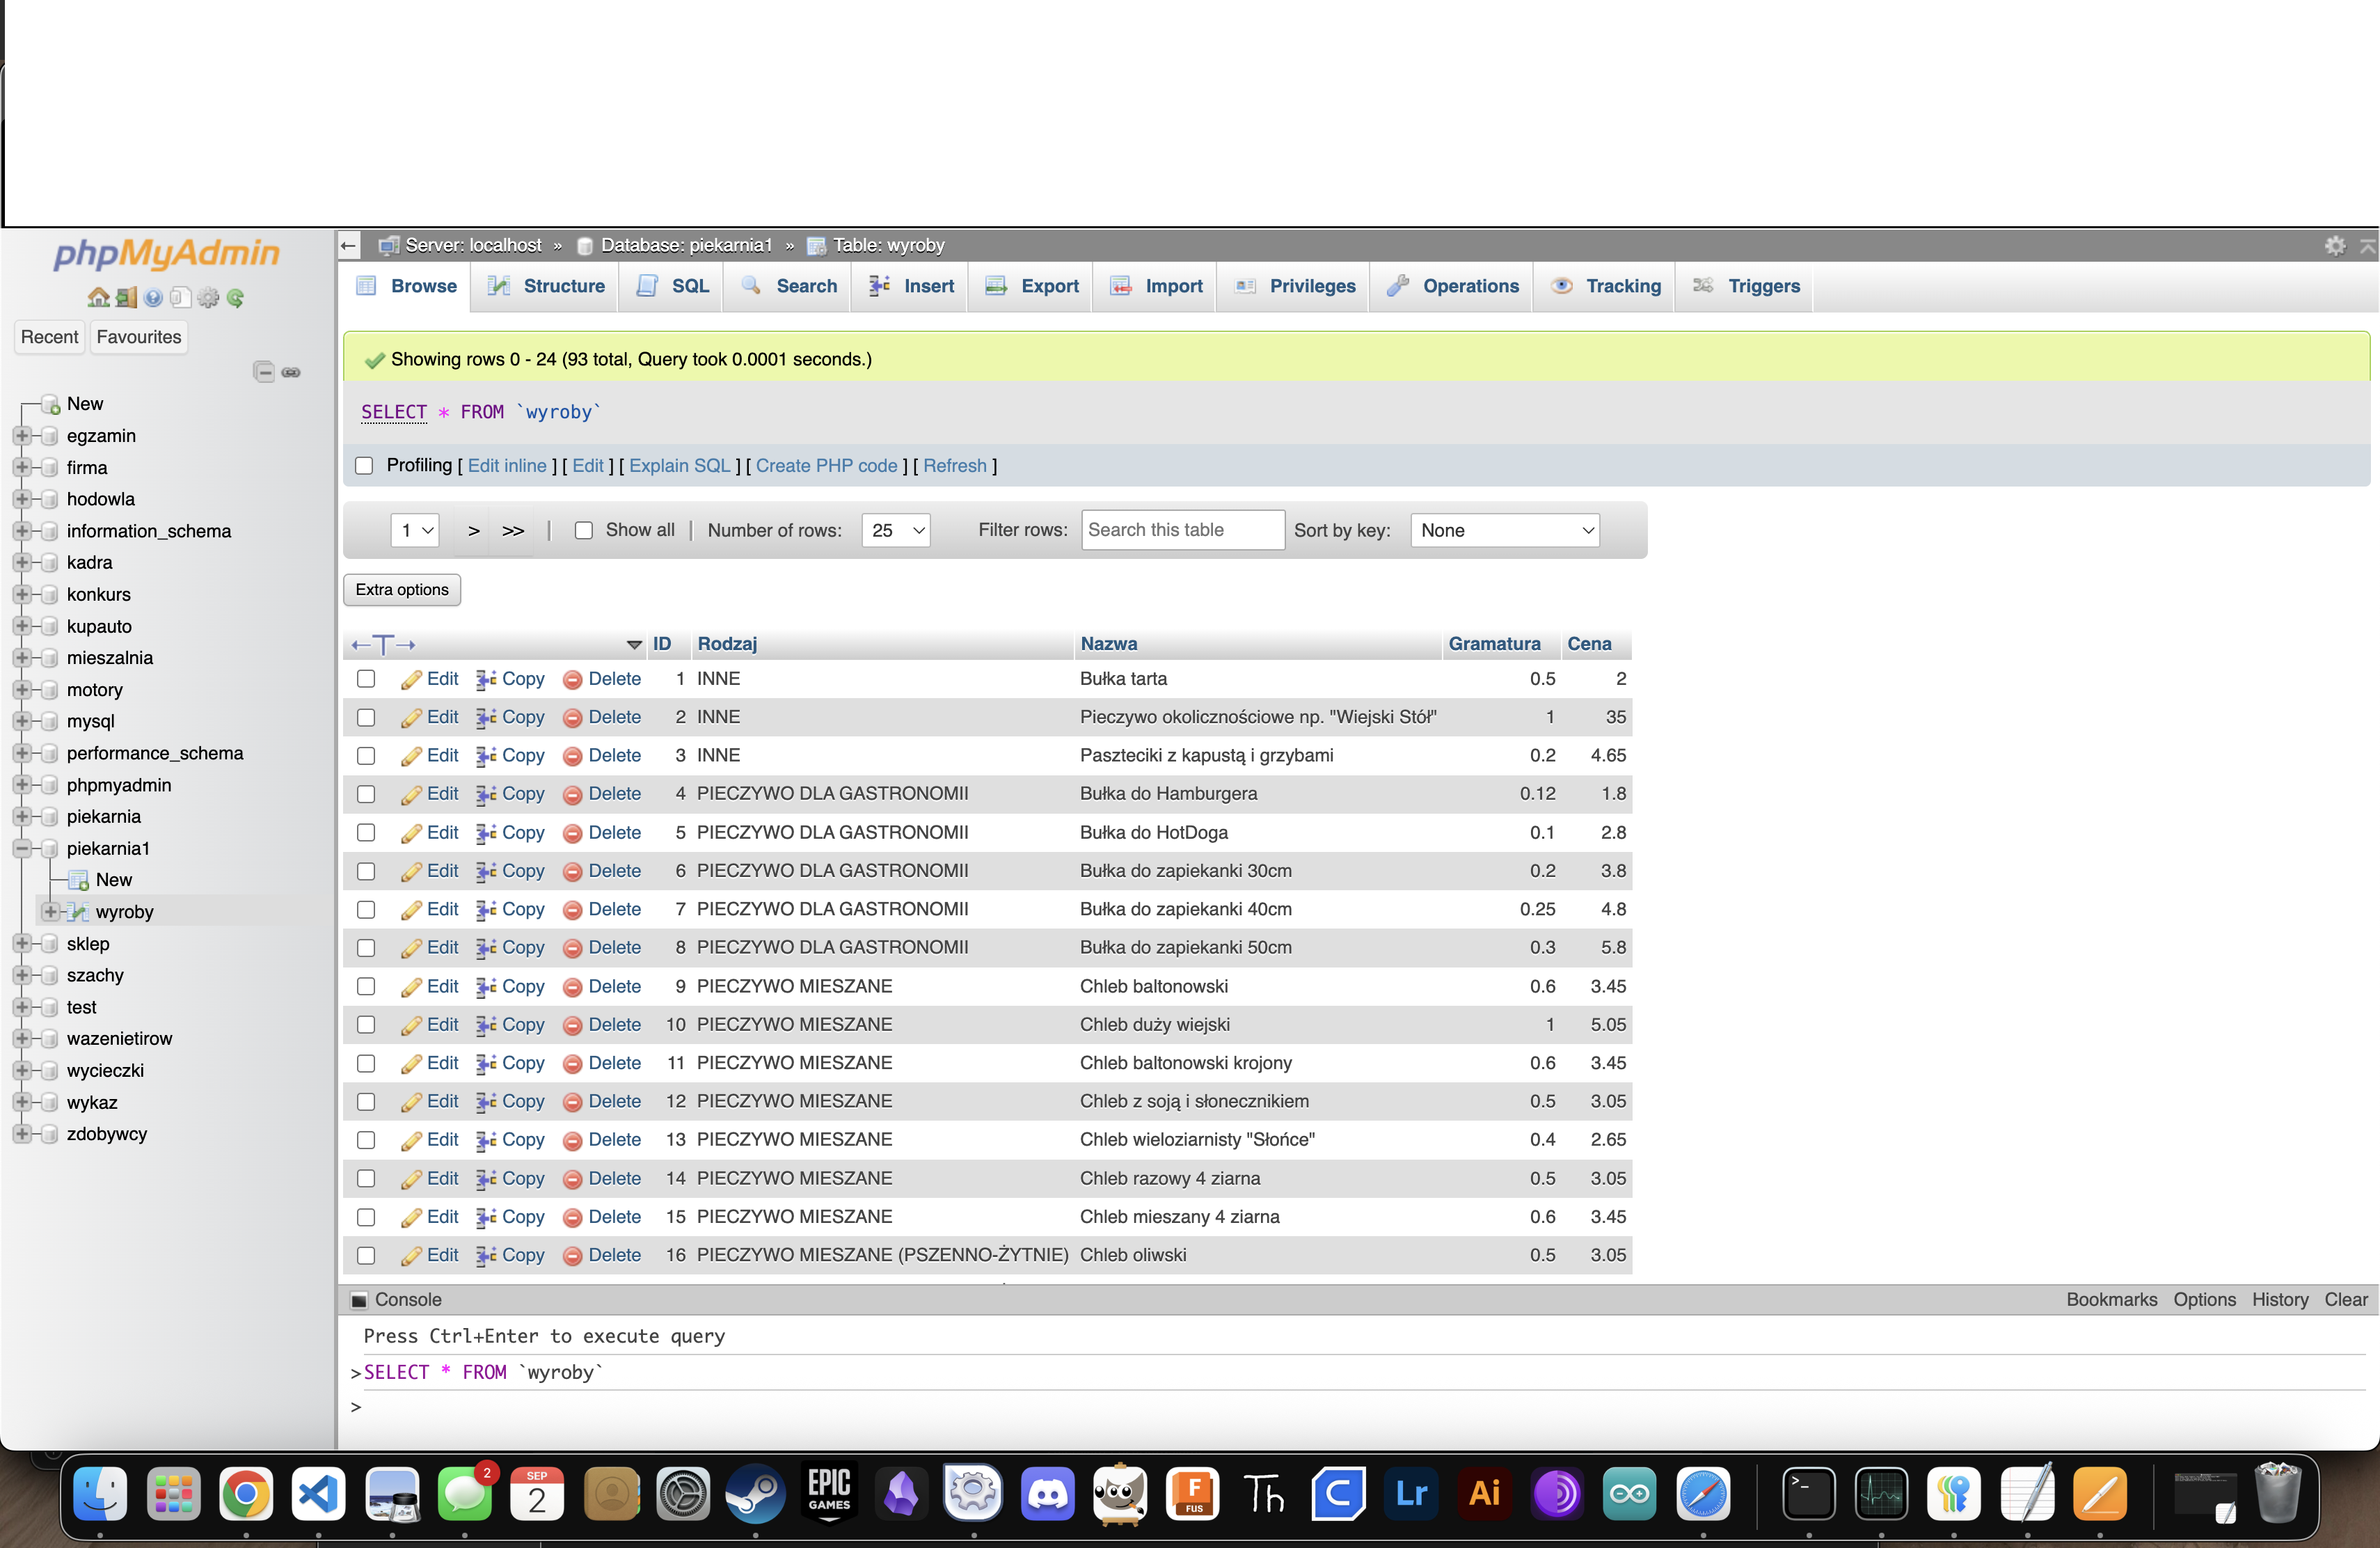 phpMyAdmin
Recent Favourites
New
egzamin
firma
hodowla
information_schema
kadra
konkurs
kupauto
mieszalnia
motory
mysql
performance_schema
phpmyadmin
piekarnia
piekarnia1
New
wyroby
sklep
szachy
test
wazenietirow
wycieczki
wykaz
zdobywcy
Server: localhost » Database: piekarnia1 » Table: wyroby
Browse Structure SQL Search Insert Export Import Privileges Operations Tracking Triggers
Showing rows 0 - 24 (93 total, Query took 0.0001 seconds.)
SELECT * FROM `wyroby`
Profiling [ Edit inline ] [ Edit ] [ Explain SQL ] [ Create PHP code ] [ Refresh ]
1 > >> | Show all | Number of rows: 25 Filter rows: Search this table Sort by key: None
Extra options
←T→ ID Rodzaj Nazwa Gramatura Cena
Edit Copy Delete 1 INNE Bułka tarta 0.5 2
Edit Copy Delete 2 INNE Pieczywo okolicznościowe np. "Wiejski Stół" 1 35
Edit Copy Delete 3 INNE Paszteciki z kapustą i grzybami 0.2 4.65
Edit Copy Delete 4 PIECZYWO DLA GASTRONOMII Bułka do Hamburgera 0.12 1.8
Edit Copy Delete 5 PIECZYWO DLA GASTRONOMII Bułka do HotDoga 0.1 2.8
Edit Copy Delete 6 PIECZYWO DLA GASTRONOMII Bułka do zapiekanki 30cm 0.2 3.8
Edit Copy Delete 7 PIECZYWO DLA GASTRONOMII Bułka do zapiekanki 40cm 0.25 4.8
Edit Copy Delete 8 PIECZYWO DLA GASTRONOMII Bułka do zapiekanki 50cm 0.3 5.8
Edit Copy Delete 9 PIECZYWO MIESZANE Chleb baltonowski 0.6 3.45
Edit Copy Delete 10 PIECZYWO MIESZANE Chleb duży wiejski 1 5.05
Edit Copy Delete 11 PIECZYWO MIESZANE Chleb baltonowski krojony 0.6 3.45
Edit Copy Delete 12 PIECZYWO MIESZANE Chleb z soją i słonecznikiem 0.5 3.05
Edit Copy Delete 13 PIECZYWO MIESZANE Chleb wieloziarnisty "Słońce" 0.4 2.65
Edit Copy Delete 14 PIECZYWO MIESZANE Chleb razowy 4 ziarna 0.5 3.05
Edit Copy Delete 15 PIECZYWO MIESZANE Chleb mieszany 4 ziarna 0.6 3.45
Edit Copy Delete 16 PIECZYWO MIESZANE (PSZENNO-ŻYTNIE) Chleb oliwski 0.5 3.05
Console Bookmarks Options History Clear
Press Ctrl+Enter to execute query
>SELECT * FROM `wyroby`
>
2
SEP
2
EPIC
GAMES
F
FUS
Th
C
Lr
Ai
>_